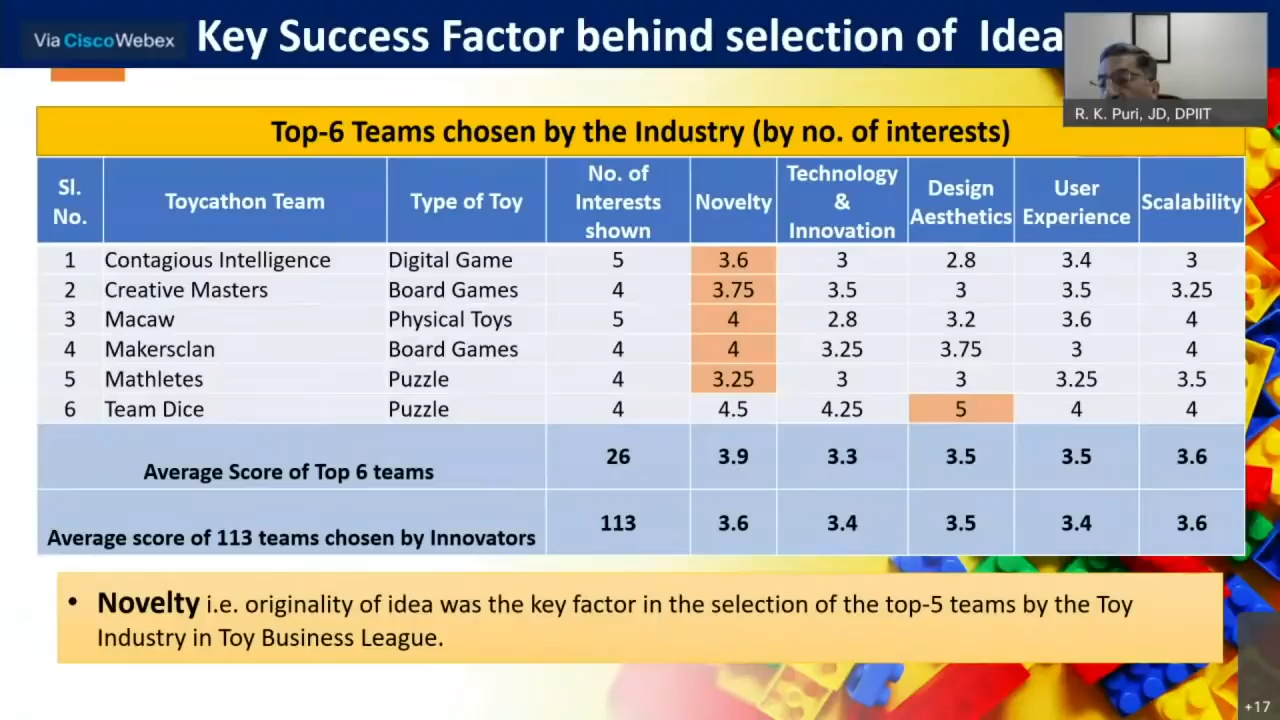 Via CiscoWebex
Key Success Factor behind selection of Idea
R. K. Puri, JD, DPIIT
Top-6 Teams chosen by the Industry (by no. of interests)
Sl. No. Toycathon Team Type of Toy No. of Interests shown Novelty Technology & Innovation Design Aesthetics User Experience Scalability
1 Contagious Intelligence Digital Game 5 3.6 3 2.8 3.4 3
2 Creative Masters Board Games 4 3.75 3.5 3 3.5 3.25
3 Macaw Physical Toys 5 4 2.8 3.2 3.6 4
4 Makersclan Board Games 4 4 3.25 3.75 3 4
5 Mathletes Puzzle 4 3.25 3 3 3.25 3.5
6 Team Dice Puzzle 4 4.5 4.25 5 4 4
Average Score of Top 6 teams 26 3.9 3.3 3.5 3.5 3.6
Average score of 113 teams chosen by Innovators 113 3.6 3.4 3.5 3.4 3.6
• Novelty i.e. originality of idea was the key factor in the selection of the top-5 teams by the Toy
Industry in Toy Business League.
+17